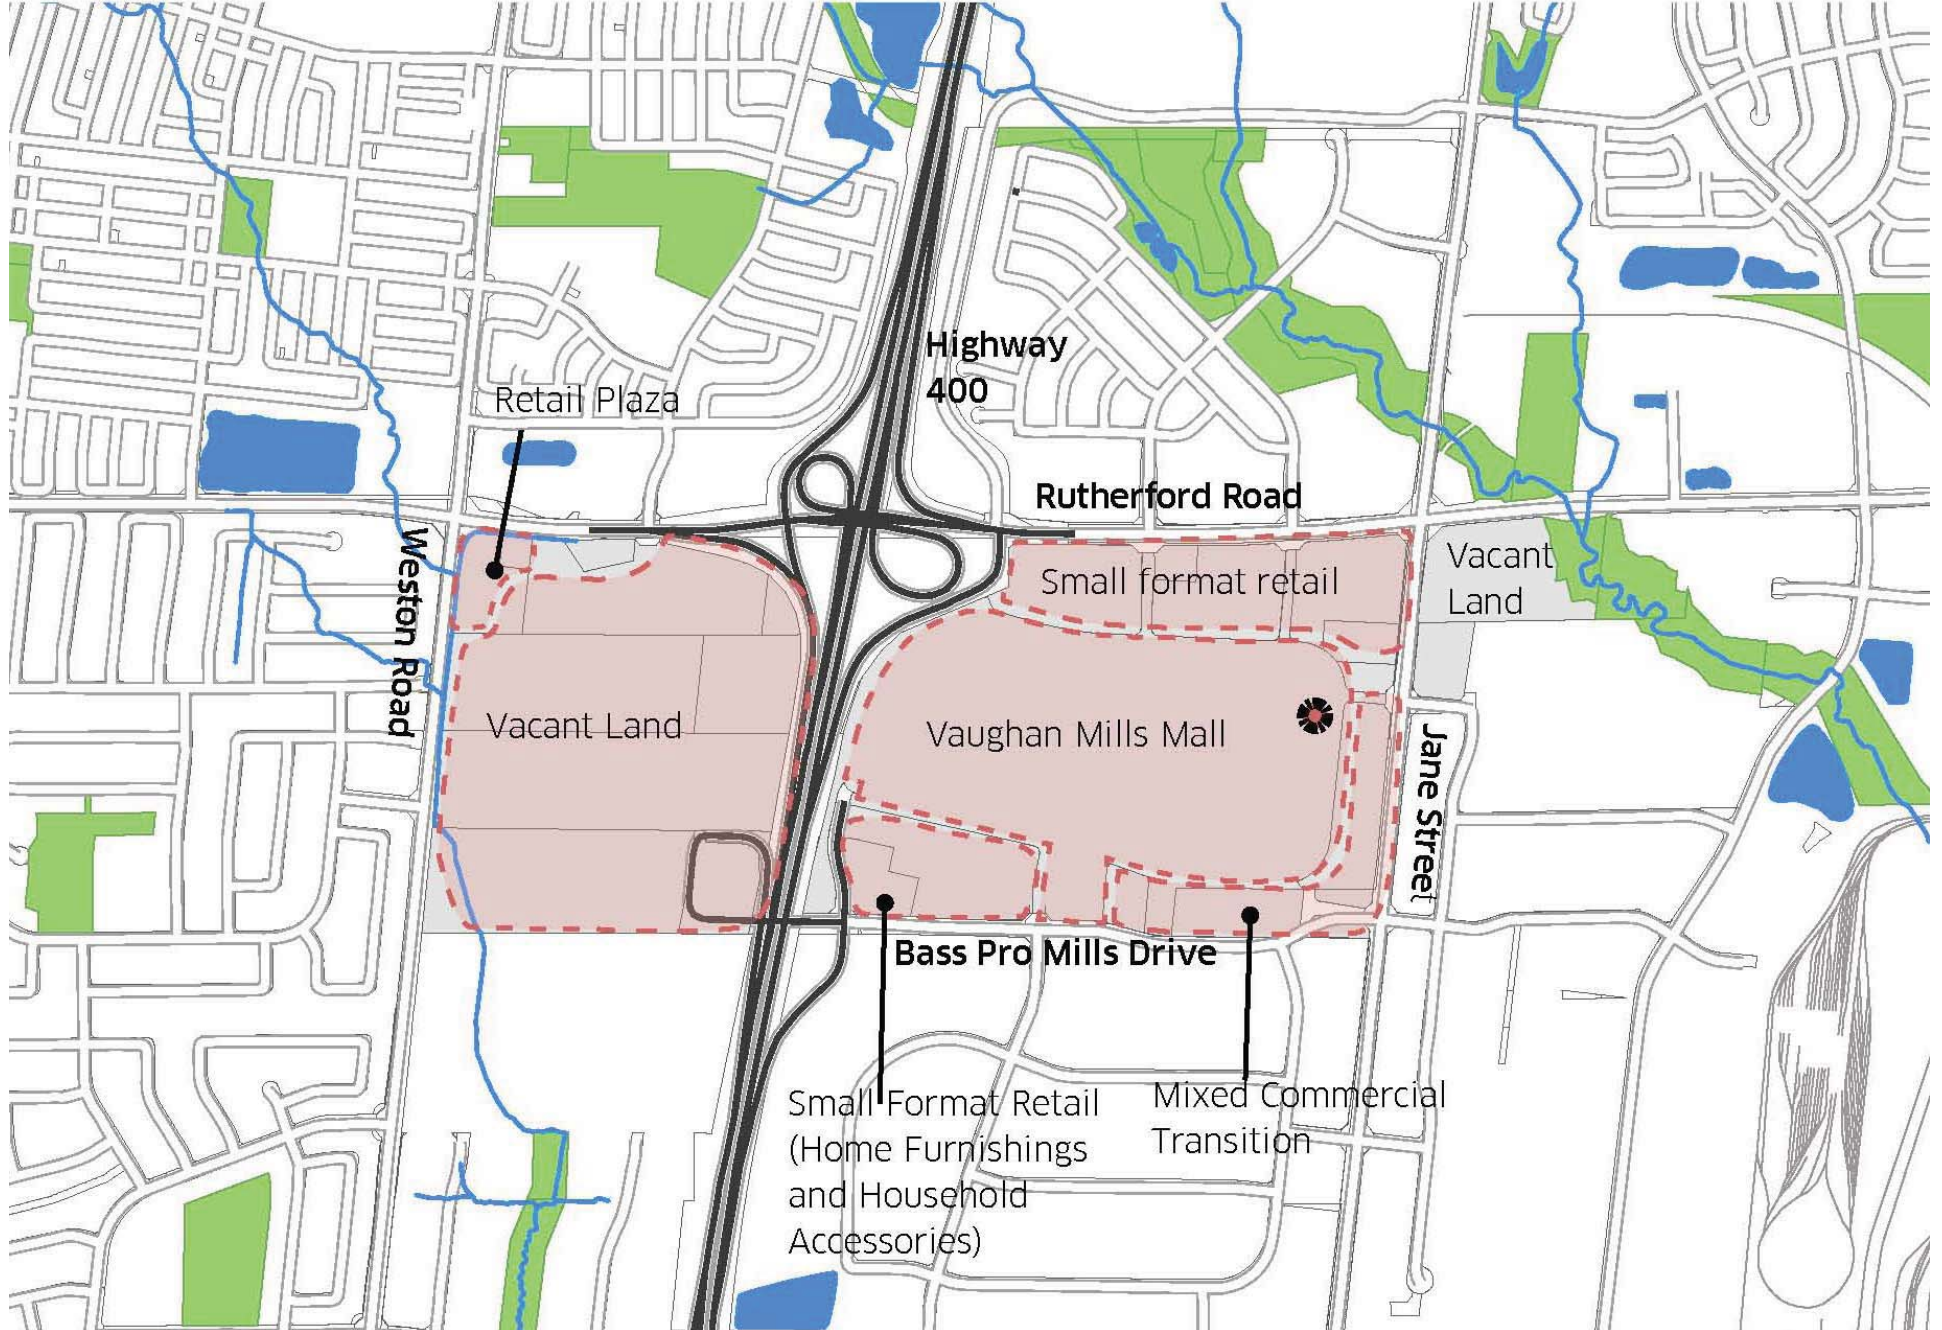 Highway
400
Retail Plaza
Rutherford Road
Weston Road
Small format retail
Vacant
Land
Vacant Land
Vaughan Mills Mall
Jane Street
Bass Pro Mills Drive
Small Format Retail
(Home Furnishings
and Household
Accessories)
Mixed Commercial
Transition